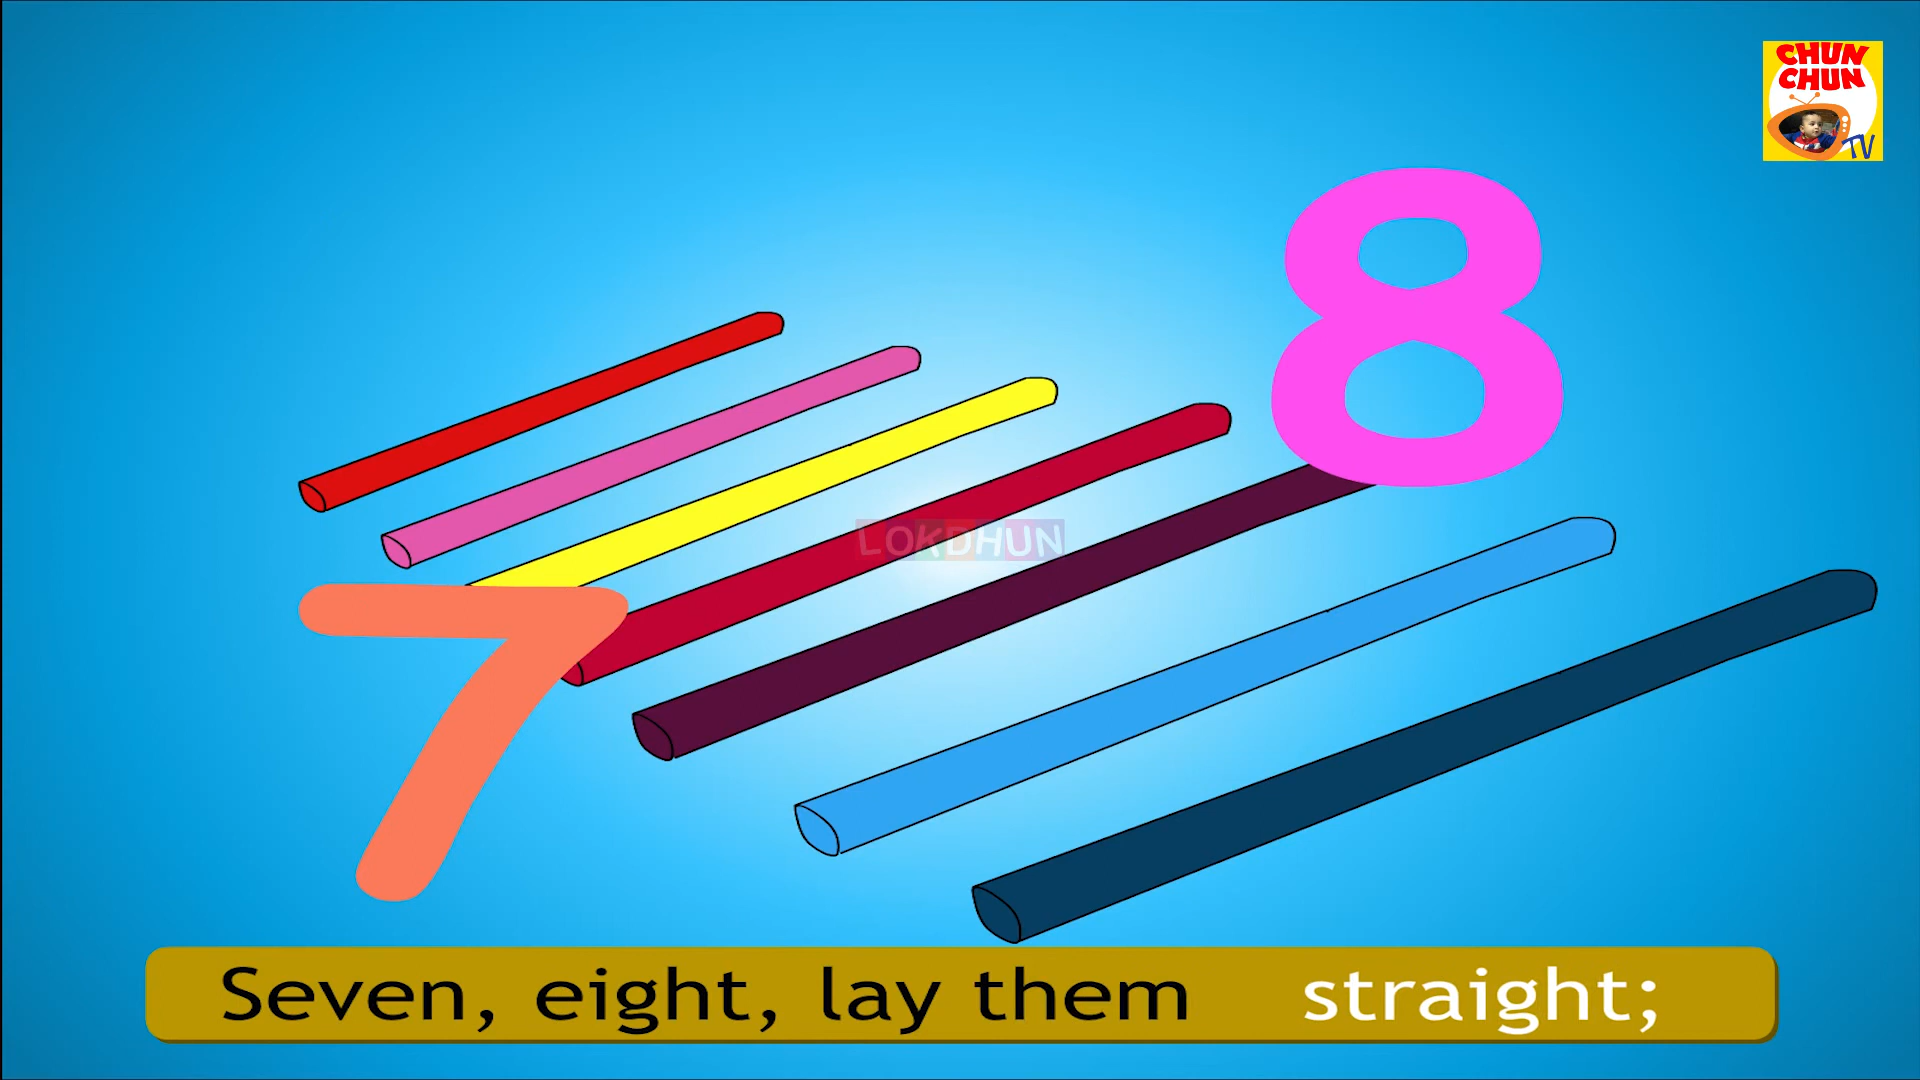 CHUN
CHUN
TV
8
LOKDHUN
7
Seven, eight, lay them straight;